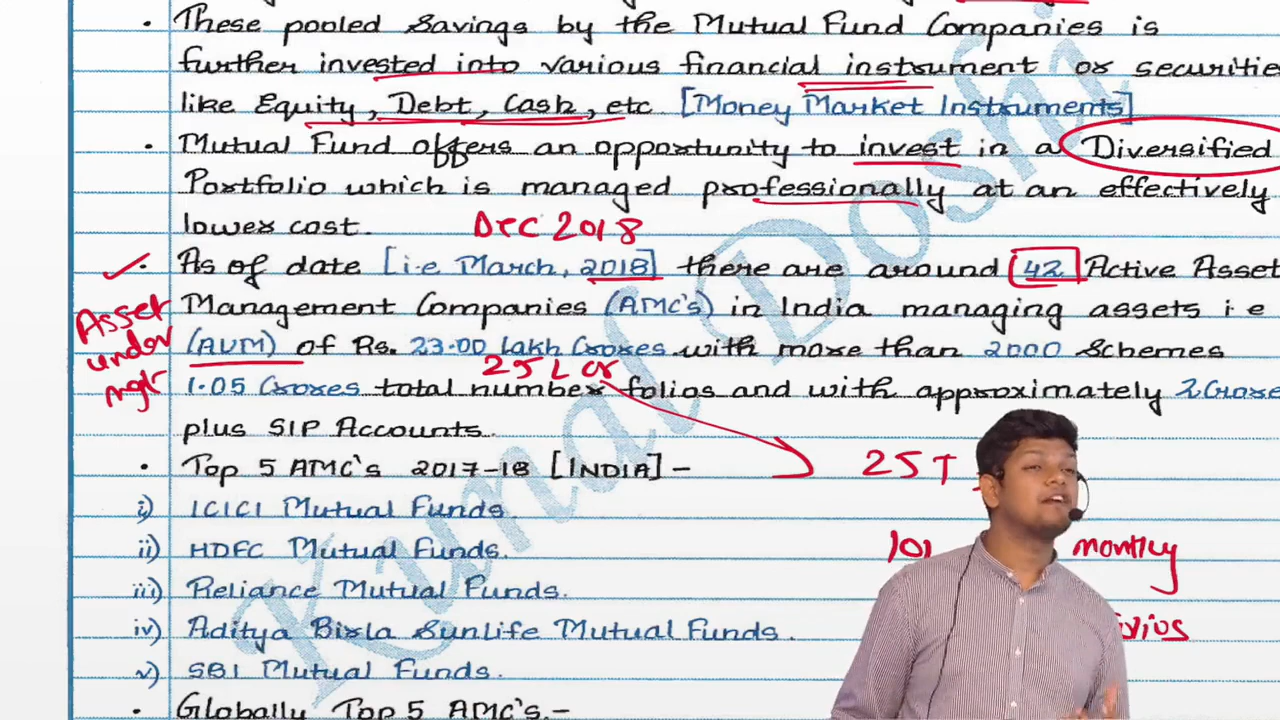 • These pooled Savings by the Mutual Fund Companies is
further invested into various financial instrument or securitie
like Equity, Debt, Cash, etc [Money Market Instruments]
• Mutual Fund offers an opportunity to invest in a Diversified
Portfolio which is managed professionally at an effectively
lower cost. DEC 2018
• As of date [i.e March, 2018] there are around 42 Active Asset
Asset under mgt
Management Companies (AMC's) in India managing assets i.e
(AUM) of Rs. 23.00 lakh Crores with more than 2000 Schemes
25 L Cr
1.05 Crores total number folios and with approximately 2 Crore
plus SIP Accounts.
• Top 5 AMC's 2017-18 [INDIA] - 25 T
i) ICICI Mutual Funds.
ii) HDFC Mutual Funds. monthly
iii) Reliance Mutual Funds.
iv) Aditya Birla Sunlife Mutual Funds.
v) SBI Mutual Funds.
• Globally Top 5 AMC's.-
Kunal Doshi